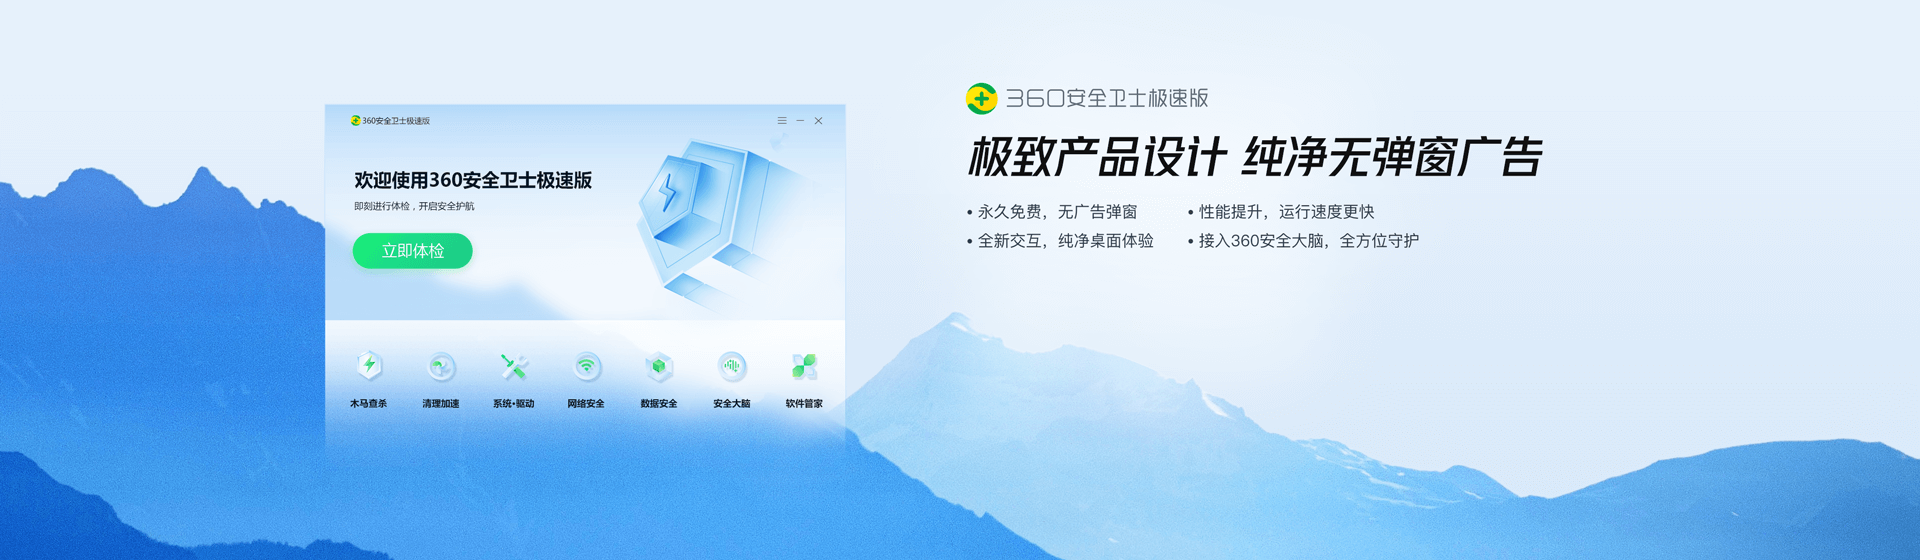 360安全卫士极速版
欢迎使用360安全卫士极速版
即刻进行体检，开启安全护航
立即体检
木马查杀 清理加速 系统•驱动 网络安全 数据安全 安全大脑 软件管家
360安全卫士极速版
极致产品设计 纯净无弹窗广告
• 永久免费，无广告弹窗 • 性能提升，运行速度更快
• 全新交互，纯净桌面体验 • 接入360安全大脑，全方位守护